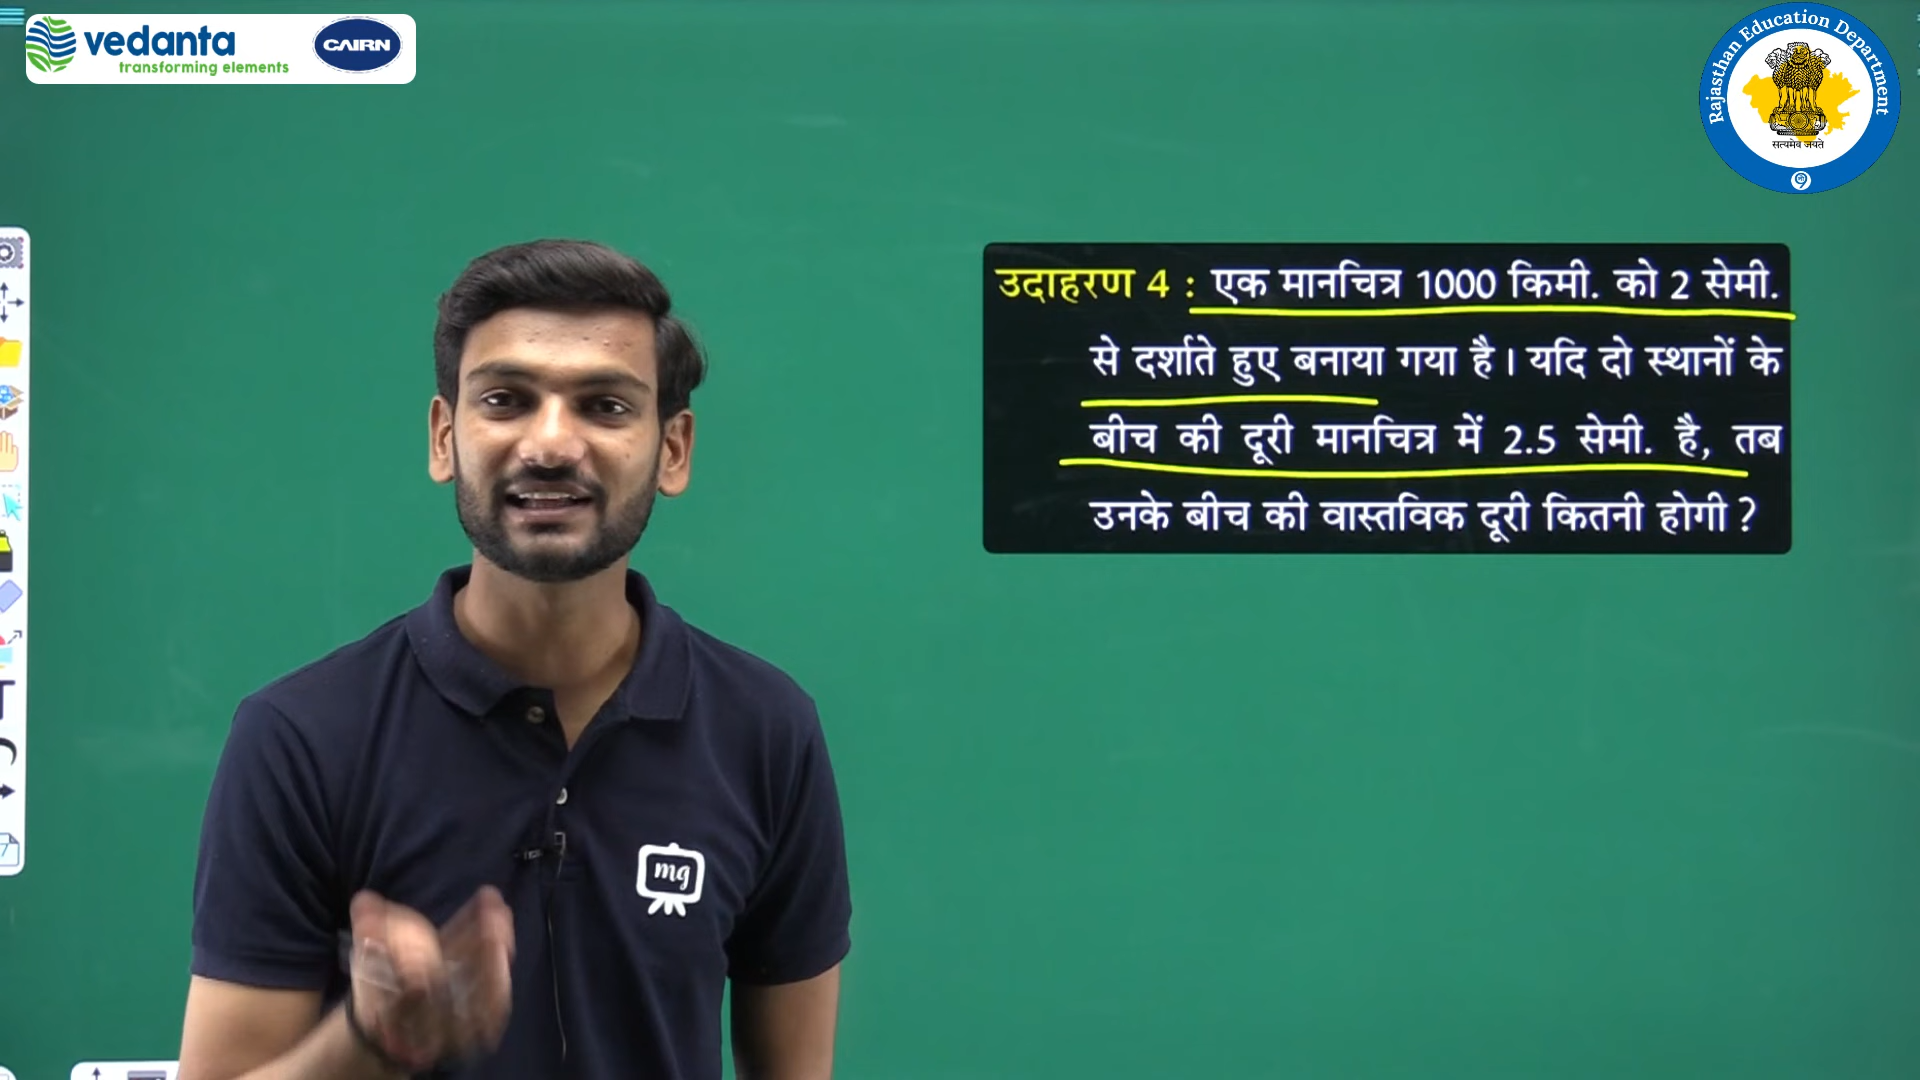 vedanta
transforming elements
CAIRN
Rajasthan Education Department
सत्यमेव जयते
उदाहरण 4 : एक मानचित्र 1000 किमी. को 2 सेमी.
से दर्शाते हुए बनाया गया है। यदि दो स्थानों के
बीच की दूरी मानचित्र में 2.5 सेमी. है, तब
उनके बीच की वास्तविक दूरी कितनी होगी ?
mg